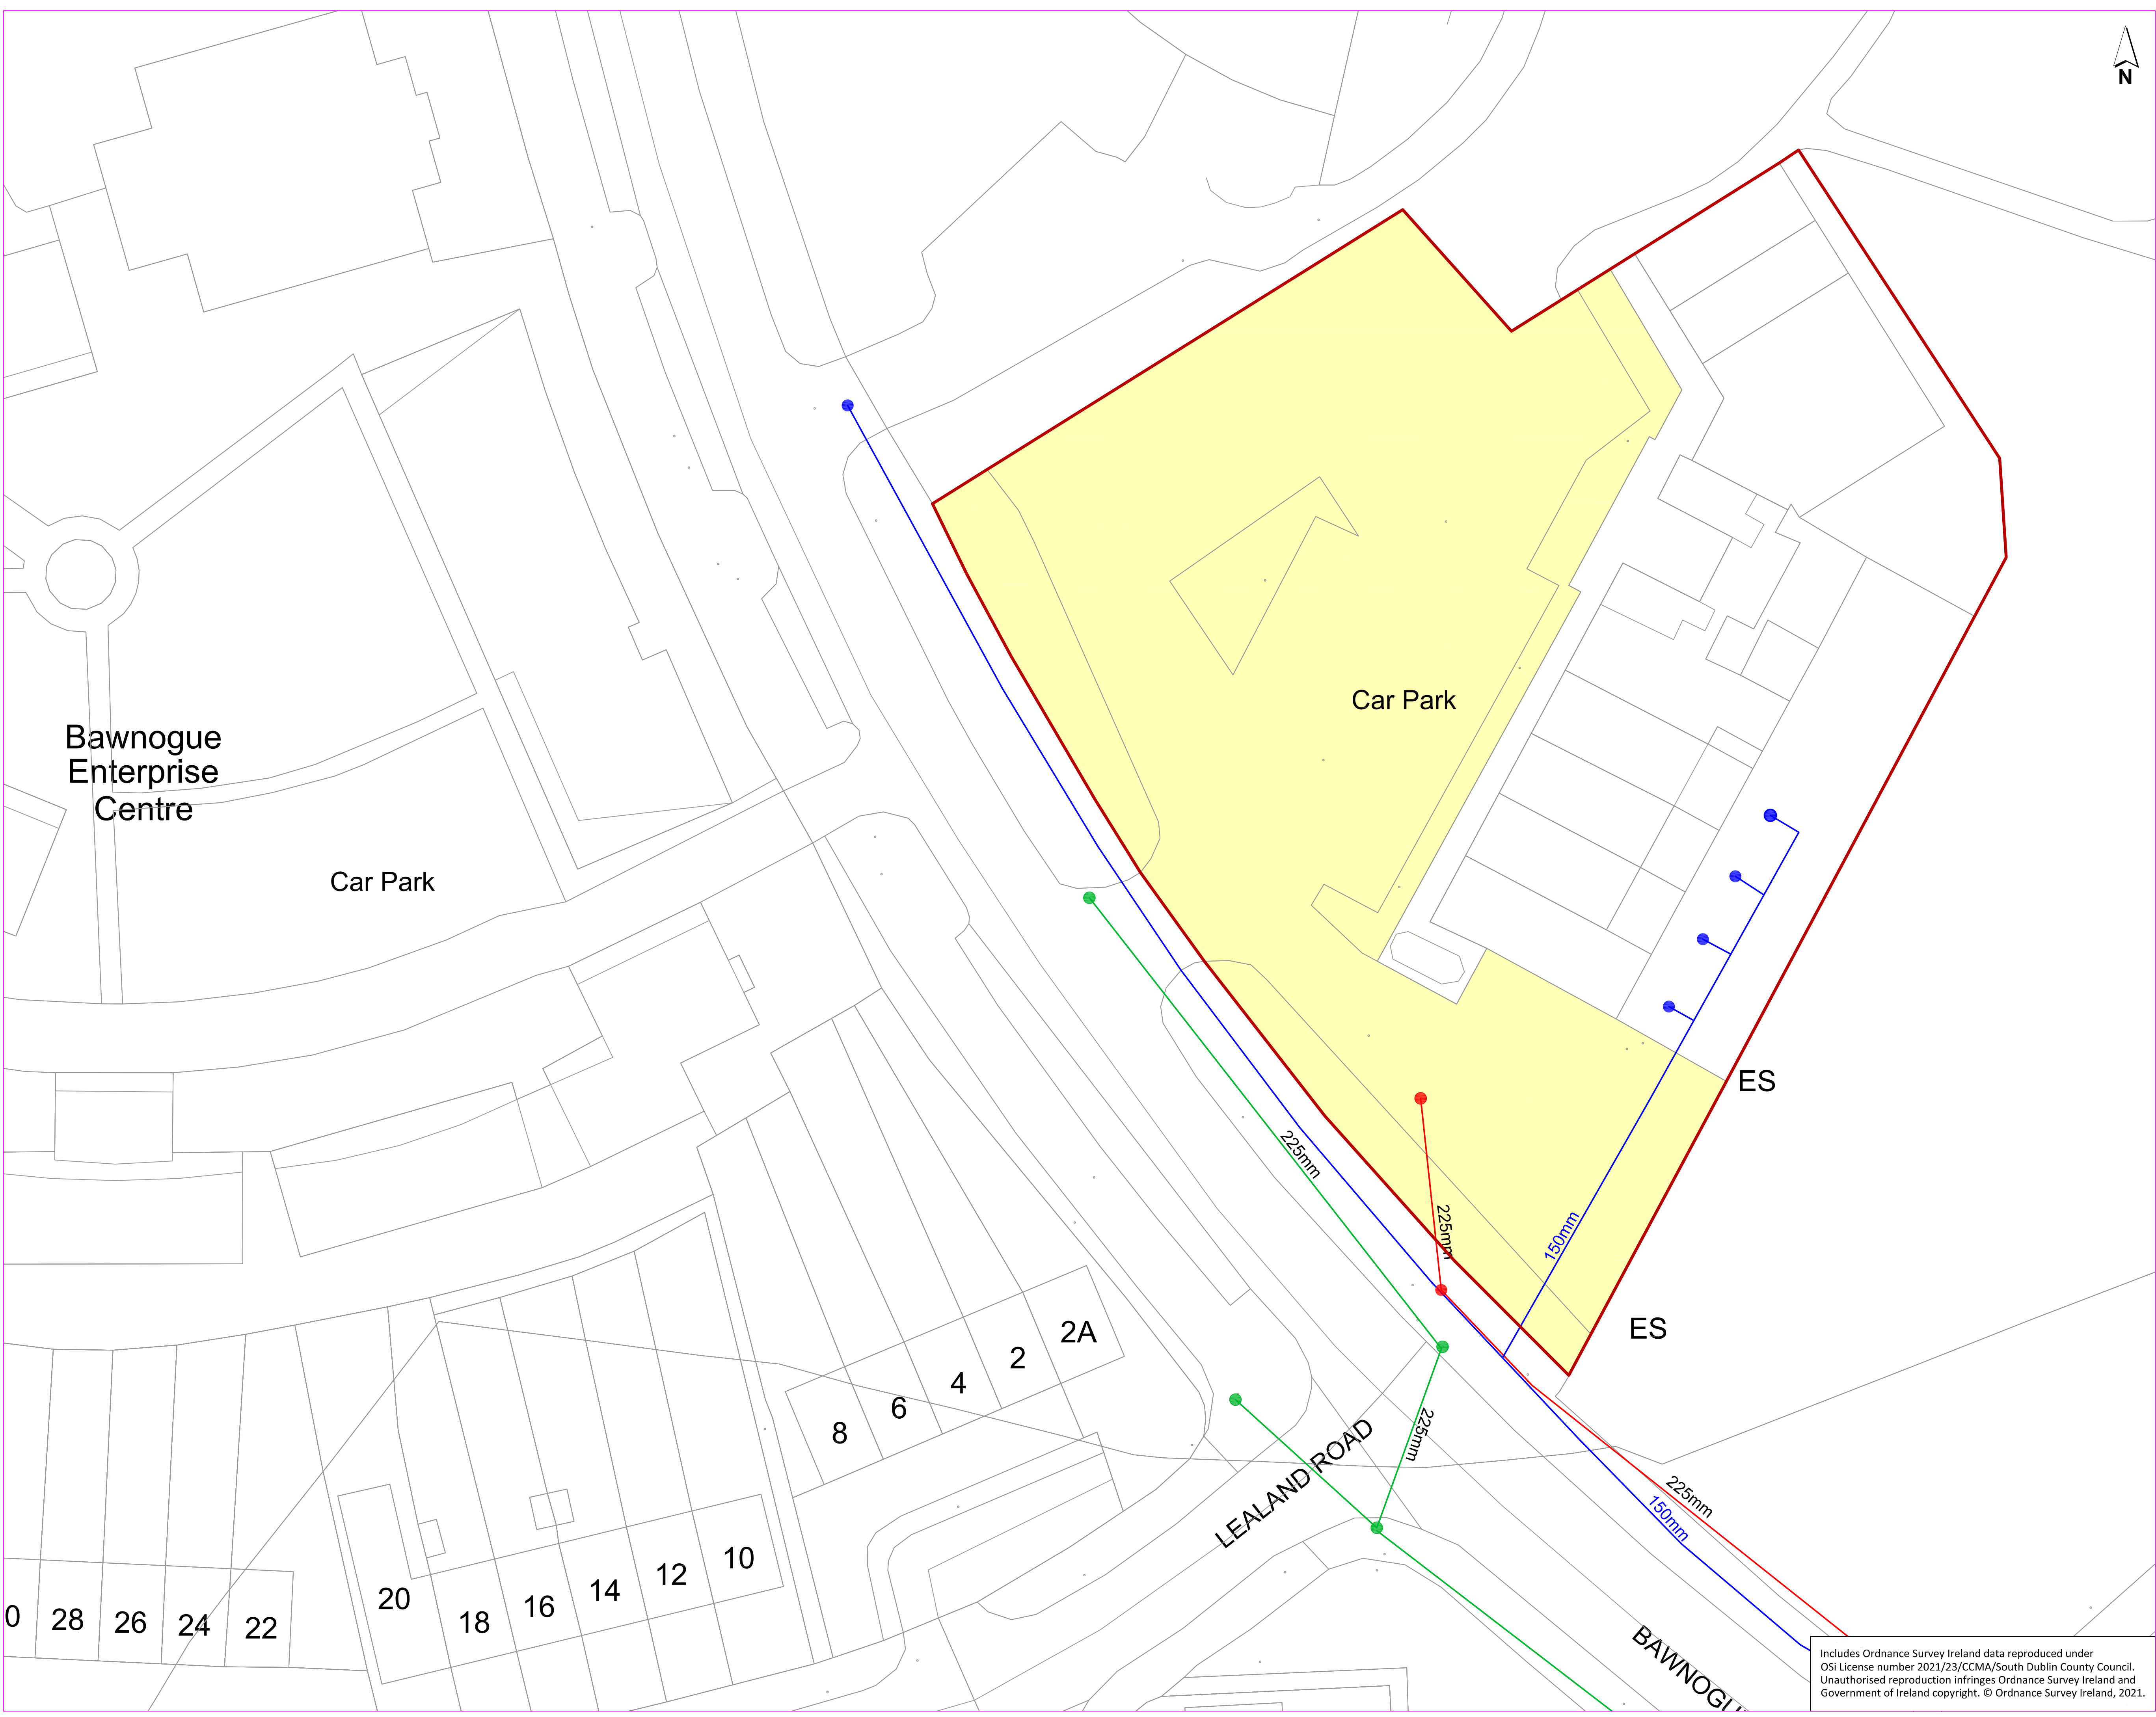 N
Bawnogue
Enterprise
Centre
Car Park
Car Park
225mm
225mm
150mm
ES
ES
225mm
LEALAND ROAD
225mm
150mm
2A
2
4
6
8
10
12
14
16
18
20
22
24
26
28
0
Includes Ordnance Survey Ireland data reproduced under
OSi License number 2021/23/CCMA/South Dublin County Council.
Unauthorised reproduction infringes Ordnance Survey Ireland and
Government of Ireland copyright. © Ordnance Survey Ireland, 2021.